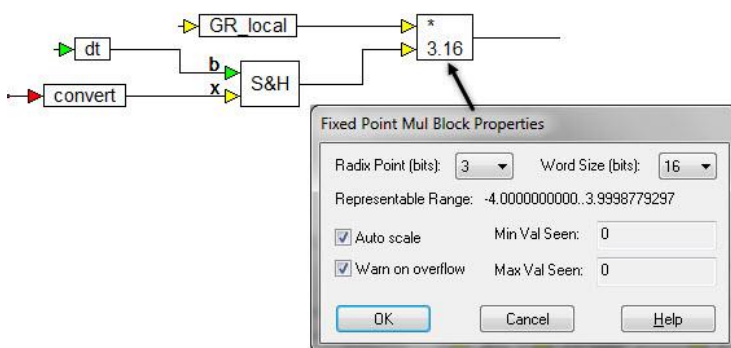 GR_local
*
3.16
dt
b
S&H
x
convert
Fixed Point Mul Block Properties
Radix Point (bits): 3 Word Size (bits): 16
Representable Range: -4.0000000000..3.9998779297
Auto scale Min Val Seen: 0
Warn on overflow Max Val Seen: 0
OK Cancel Help